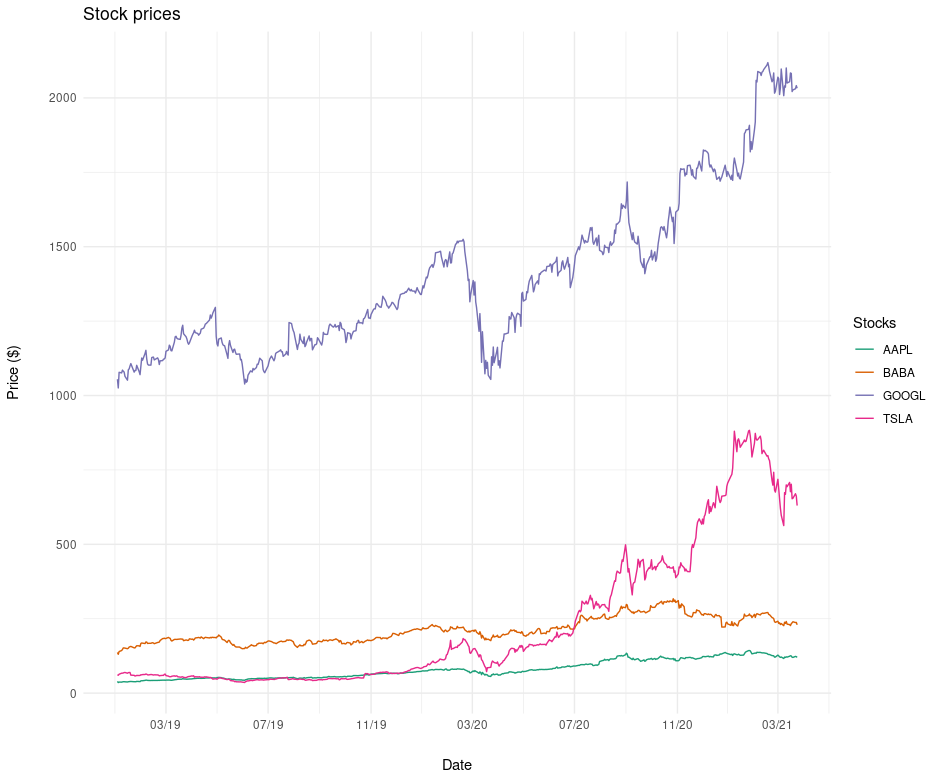 Stock prices
Price ($)
2000
1500
1000
500
0
03/19
07/19
11/19
03/20
07/20
11/20
03/21
Date
Stocks
AAPL
BABA
GOOGL
TSLA